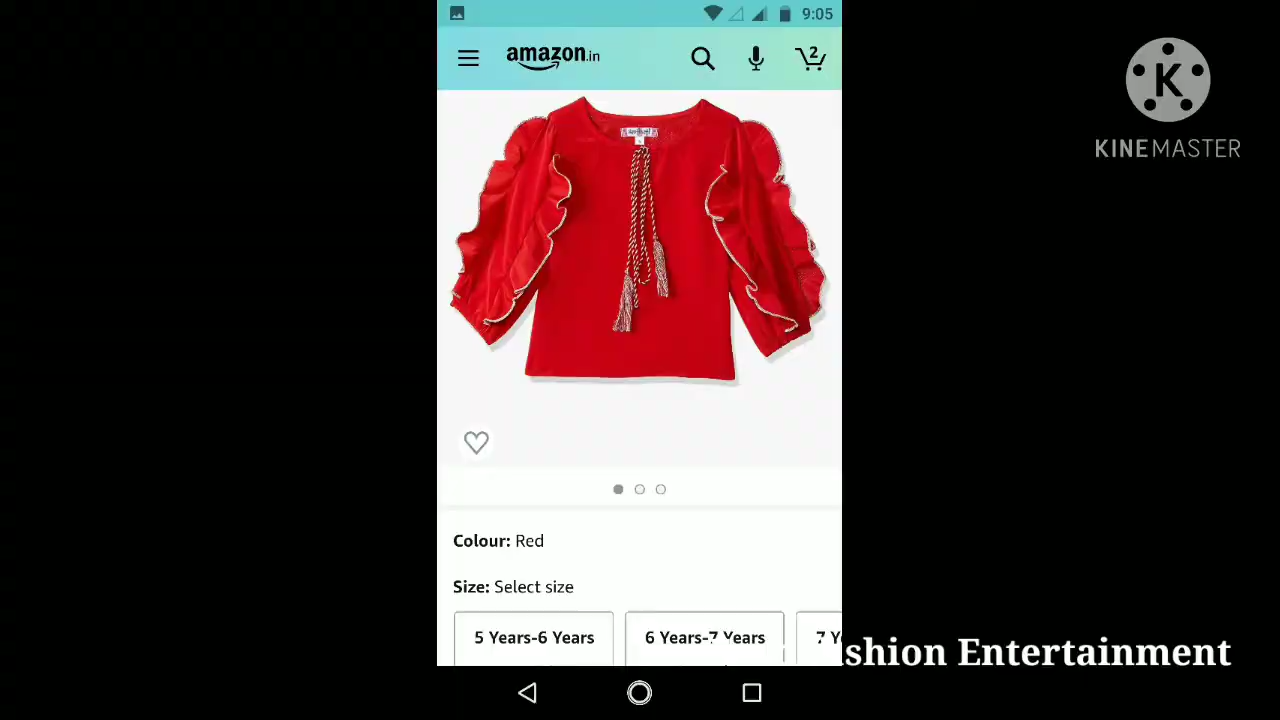 9:05
amazon.in
2
K
KINEMASTER
Colour: Red
Size: Select size
5 Years-6 Years
6 Years-7 Years
7 Y
shion Entertainment